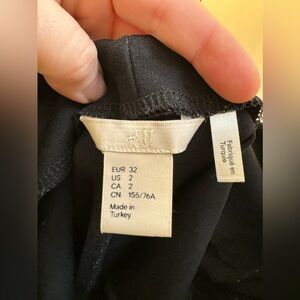 EUR 32
US 2
CA 2
CN 155/76A
Made in
Turkey
Fabriqué en
Turquie